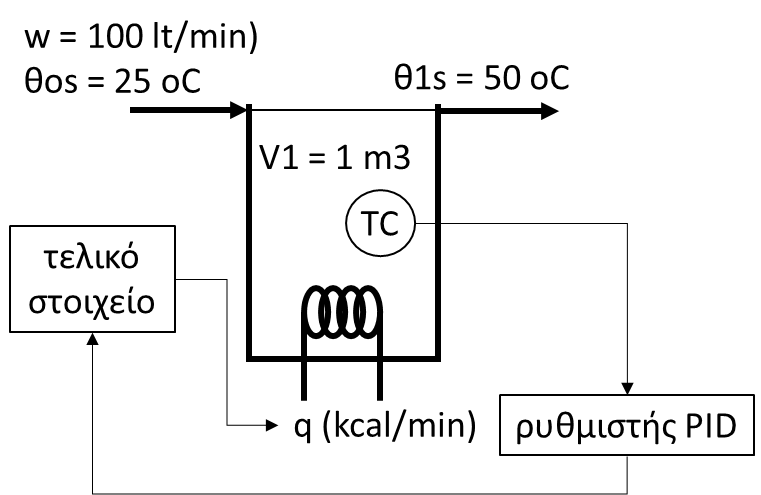 w = 100 lt/min)
θos = 25 oC
θ1s = 50 oC
V1 = 1 m3
TC
τελικό
στοιχείο
q (kcal/min)
ρυθμιστής PID